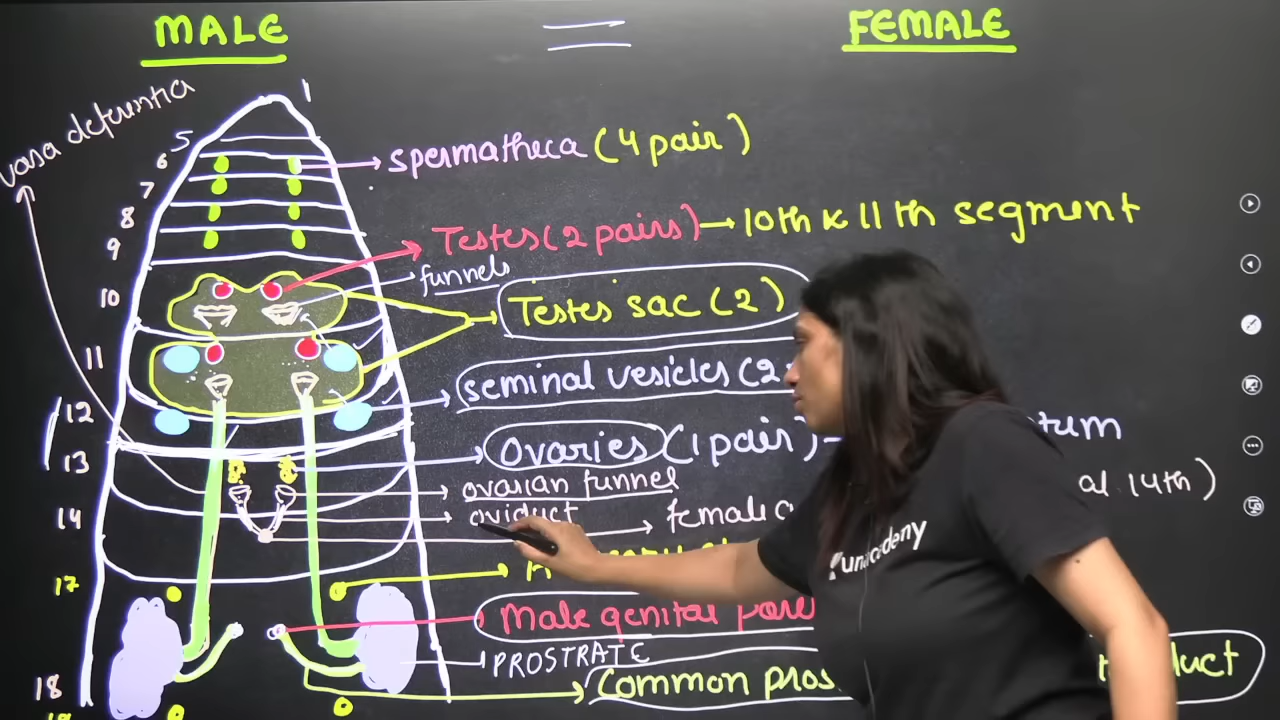 MALE
FEMALE
vasa deferentia
1
5
6
spermatheca (4 pair)
7
8
Testes (2 pairs) → 10th & 11th segment
9
funnels
10
Testes sac (2)
11
seminal vesicles (2
12
Ovaries (1 pair)
13
ovarian funnel
al 14th)
14
oviduct
female
unacademy
17
Male genital pore
PROSTRATE
18
Common pros
duct